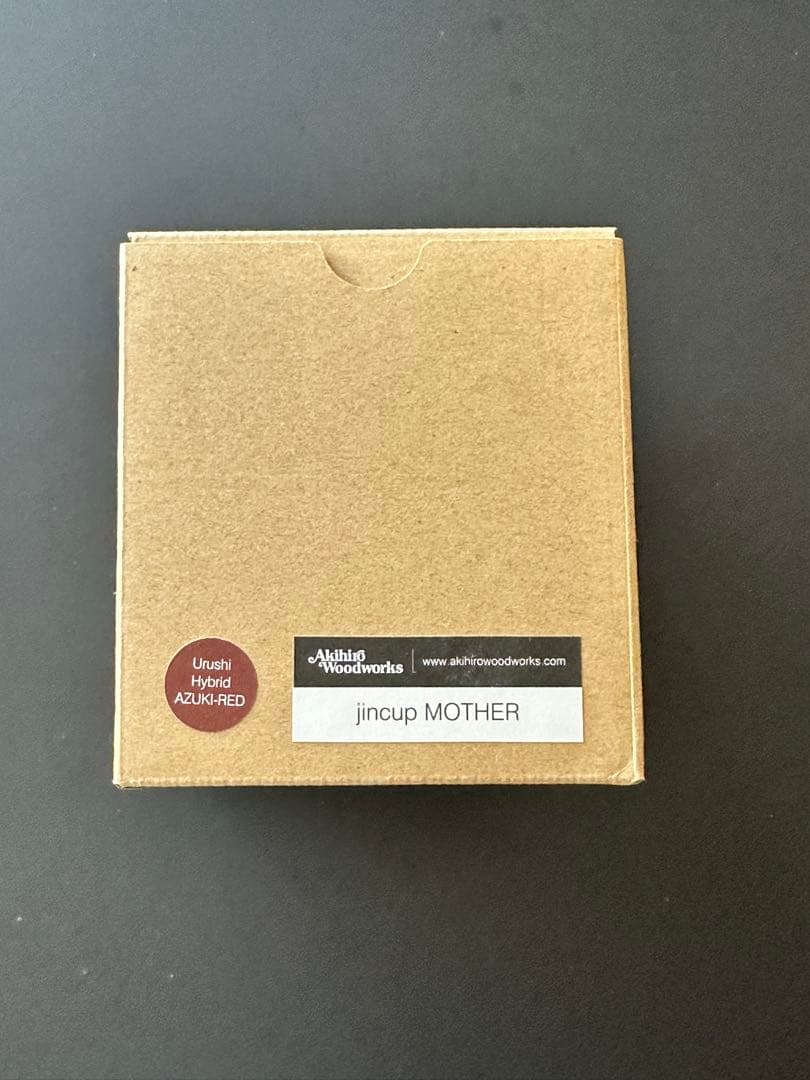 Urushi
Hybrid
AZUKI-RED
Akihiro
Woodworks
www.akihirowoodworks.com
jincup MOTHER